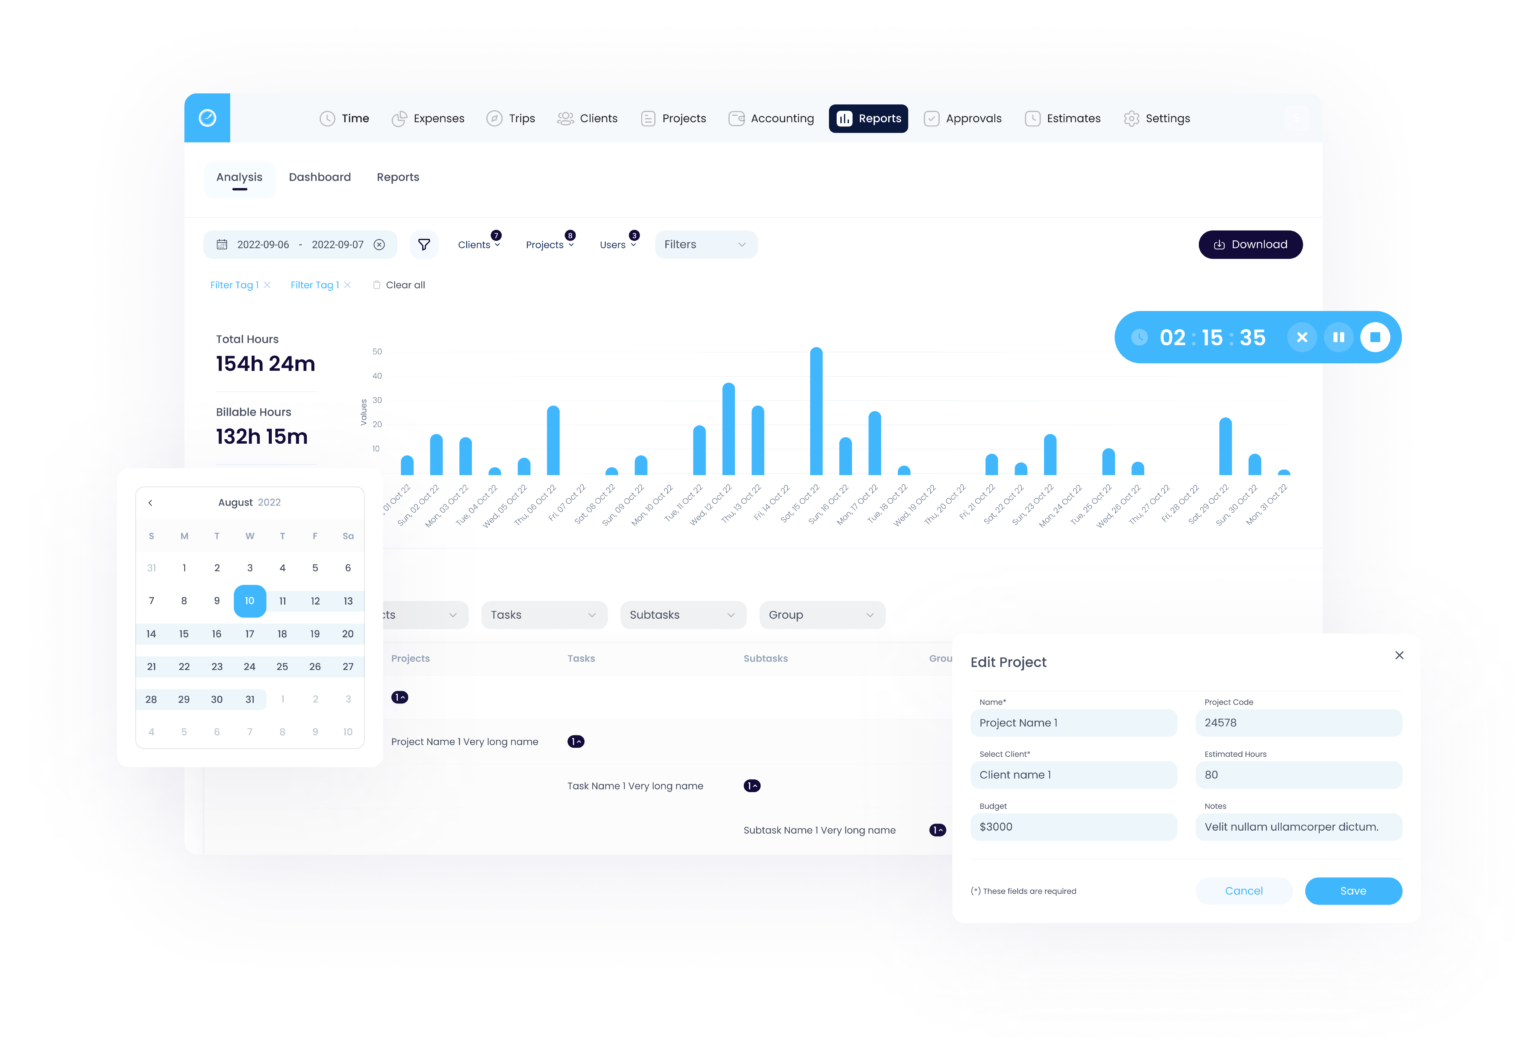 Time Expenses Trips Clients Projects Accounting Reports Approvals Estimates Settings
Analysis Dashboard Reports
2022-09-06 - 2022-09-07 Clients 7 Projects 8 Users 3 Filters Download
Filter Tag 1 Filter Tag 1 Clear all
02 : 15 : 35
Total Hours
154h 24m
Billable Hours
132h 15m
Values
50
40
30
20
10
, 01 Oct 22
Sun, 02 Oct 22
Mon, 03 Oct 22
Tue, 04 Oct 22
Wed, 05 Oct 22
Thu, 06 Oct 22
Fri, 07 Oct 22
Sat, 08 Oct 22
Sun, 09 Oct 22
Mon, 10 Oct 22
Tue, 11 Oct 22
Wed, 12 Oct 22
Thu, 13 Oct 22
Fri, 14 Oct 22
Sat, 15 Oct 22
Sun, 16 Oct 22
Mon, 17 Oct 22
Tue, 18 Oct 22
Wed, 19 Oct 22
Thu, 20 Oct 22
Fri, 21 Oct 22
Sat, 22 Oct 22
Sun, 23 Oct 22
Mon, 24 Oct 22
Tue, 25 Oct 22
Wed, 26 Oct 22
Thu, 27 Oct 22
Fri, 28 Oct 22
Sat, 29 Oct 22
Sun, 30 Oct 22
Mon, 31 Oct 22
August 2022
S M T W T F Sa
31 1 2 3 4 5 6
7 8 9 10 11 12 13
14 15 16 17 18 19 20
21 22 23 24 25 26 27
28 29 30 31 1 2 3
4 5 6 7 8 9 10
cts Tasks Subtasks Group
Projects Tasks Subtasks Grou
1
Project Name 1 Very long name 1
Task Name 1 Very long name 1
Subtask Name 1 Very long name 1
Edit Project
Name* Project Code
Project Name 1 24578
Select Client* Estimated Hours
Client name 1 80
Budget Notes
$3000 Velit nullam ullamcorper dictum.
(*) These fields are required Cancel Save